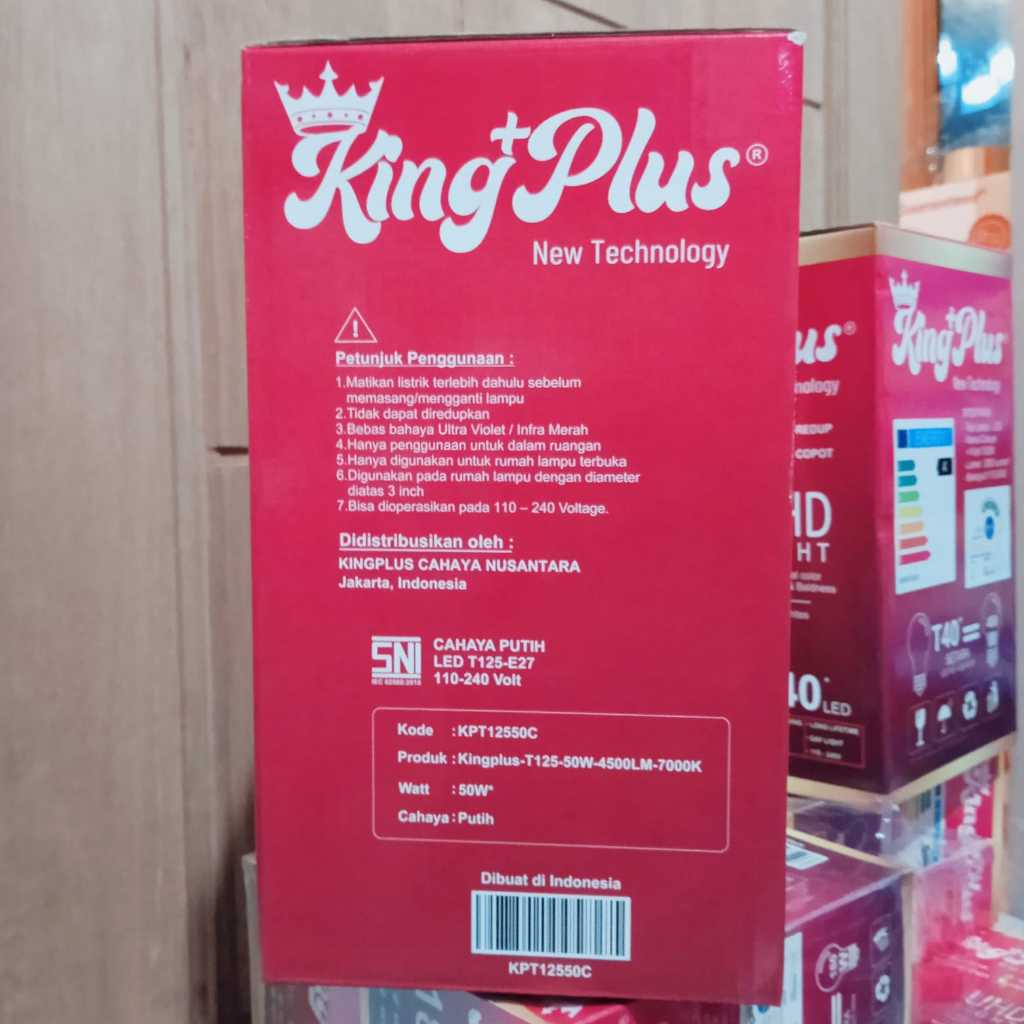 King+Plus®
New Technology
Petunjuk Penggunaan :
1.Matikan listrik terlebih dahulu sebelum
memasang/mengganti lampu
2.Tidak dapat diredupkan
3.Bebas bahaya Ultra Violet / Infra Merah
4.Hanya penggunaan untuk dalam ruangan
5.Hanya digunakan untuk rumah lampu terbuka
6.Digunakan pada rumah lampu dengan diameter
diatas 3 inch
7.Bisa dioperasikan pada 110 – 240 Voltage.
Didistribusikan oleh :
KINGPLUS CAHAYA NUSANTARA
Jakarta, Indonesia
SNI
CAHAYA PUTIH
LED T125-E27
110-240 Volt
Kode : KPT12550C
Produk : Kingplus-T125-50W-4500LM-7000K
Watt : 50W*
Cahaya : Putih
Dibuat di Indonesia
KPT12550C
King+Plus
New Technology
T40=
LED